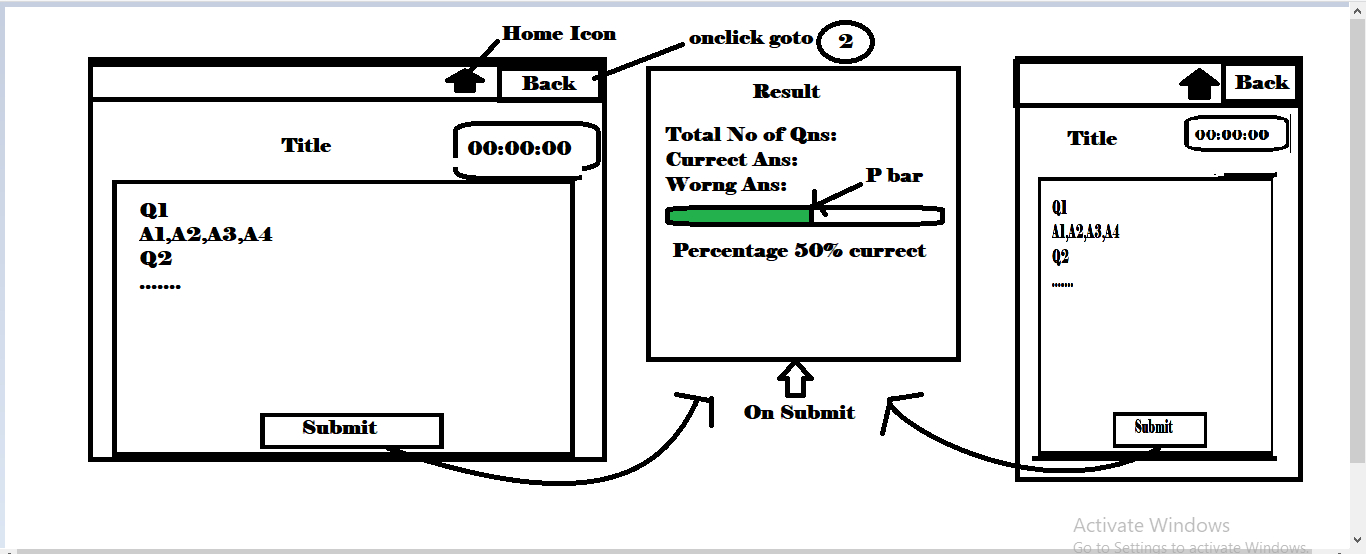 Home Icon
onclick goto 2
Back
Title
00:00:00
Q1
A1,A2,A3,A4
Q2
.......
Submit
Result
Total No of Qns:
Currect Ans:
Worng Ans:
P bar
Percentage 50% currect
On Submit
Back
Title
00:00:00
Q1
A1,A2,A3,A4
Q2
.......
Submit
Activate Windows
Go to Settings to activate Windows.